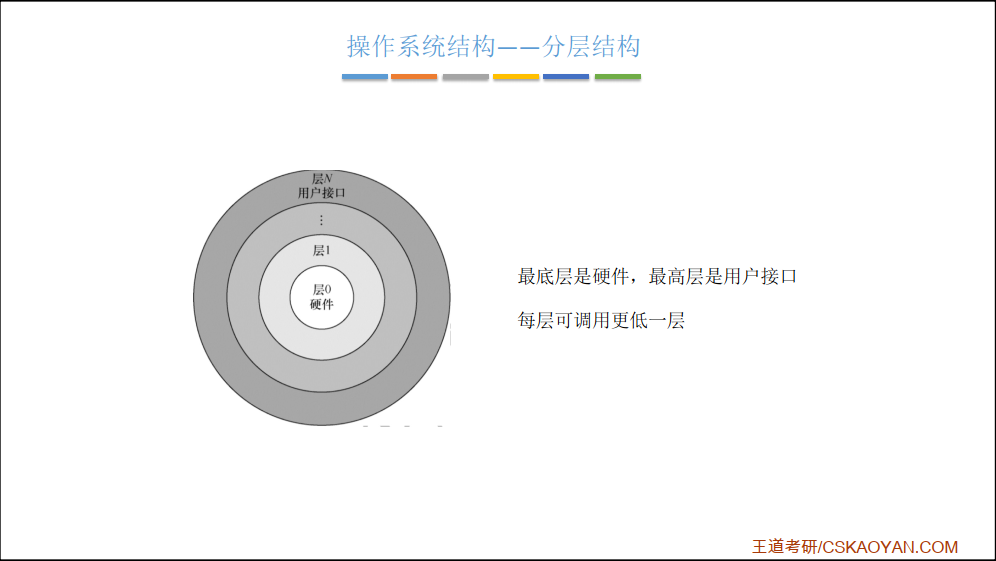 操作系统结构——分层结构
层N
用户接口
⋮
层1
层0
硬件
最底层是硬件，最高层是用户接口
每层可调用更低一层
王道考研/CSKAOYAN.COM